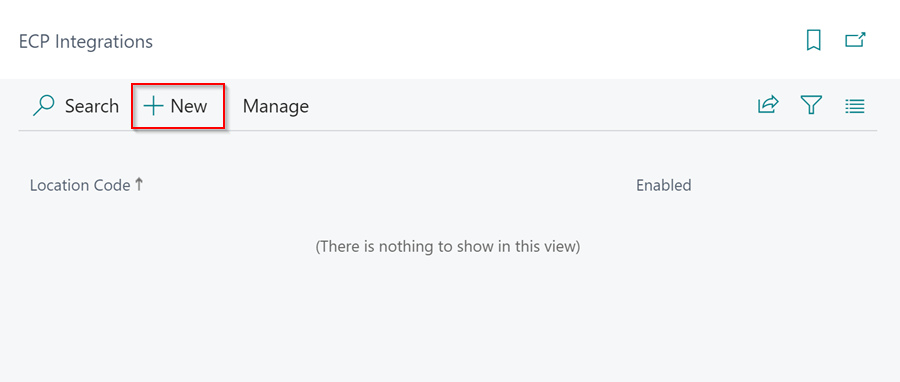 ECP Integrations
Search New Manage
Location Code Enabled
(There is nothing to show in this view)